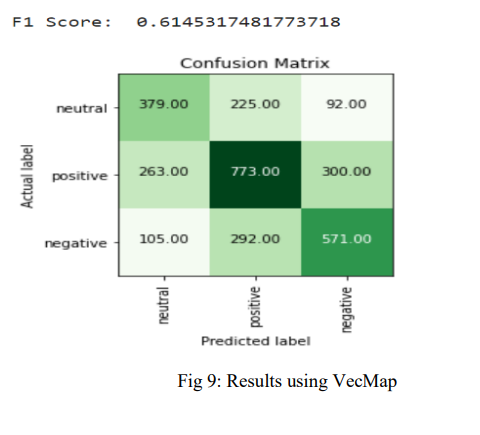 F1 Score: 0.6145317481773718
Confusion Matrix
neutral 379.00 225.00 92.00
positive 263.00 773.00 300.00
negative 105.00 292.00 571.00
Actual label
neutral positive negative
Predicted label
Fig 9: Results using VecMap